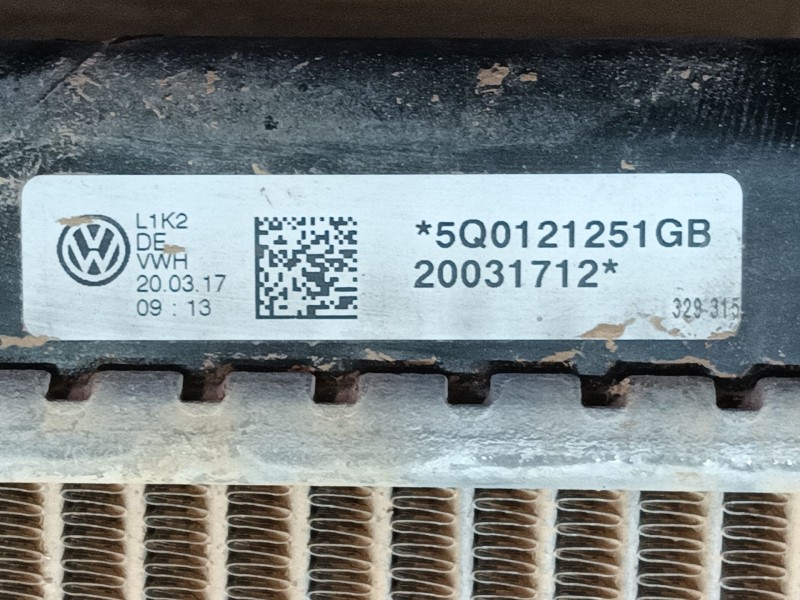 L1K2
DE
VWH
20.03.17
09 : 13
*5Q0121251GB
20031712*
329-315